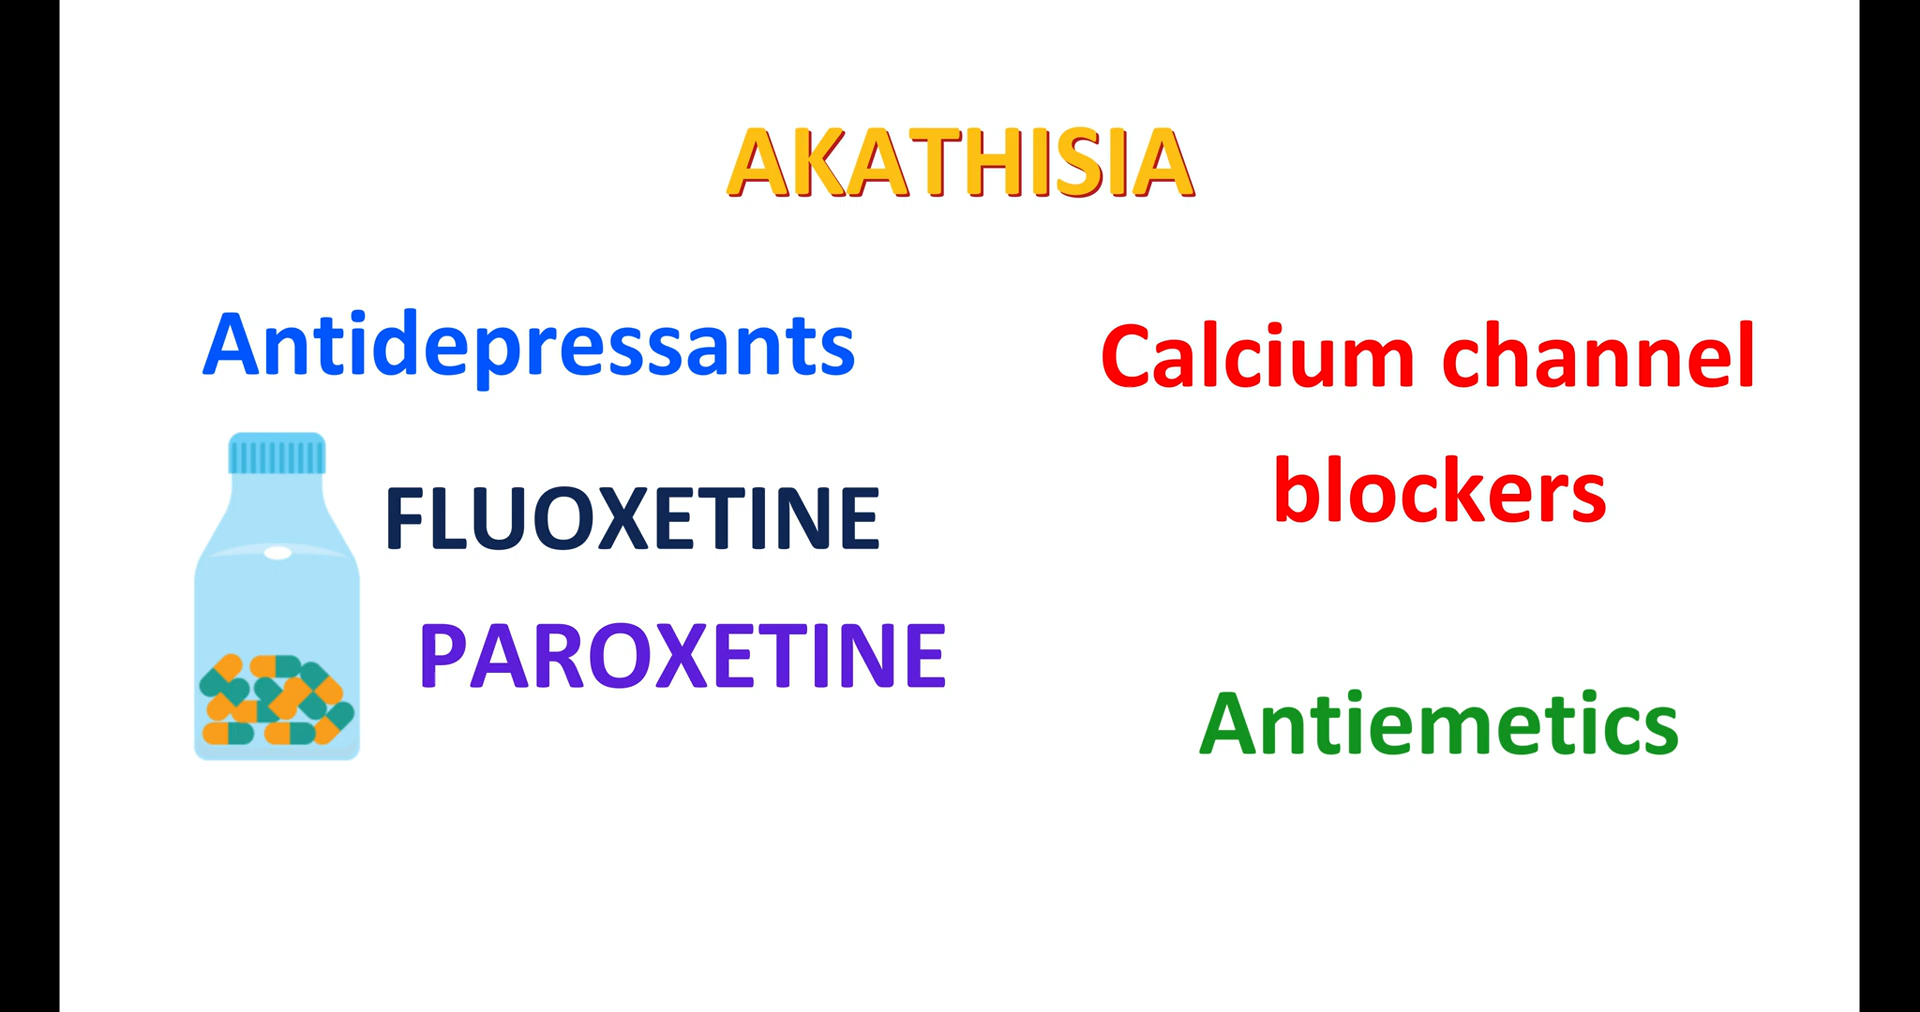 AKATHISIA
Antidepressants
FLUOXETINE
PAROXETINE
Calcium channel
blockers
Antiemetics